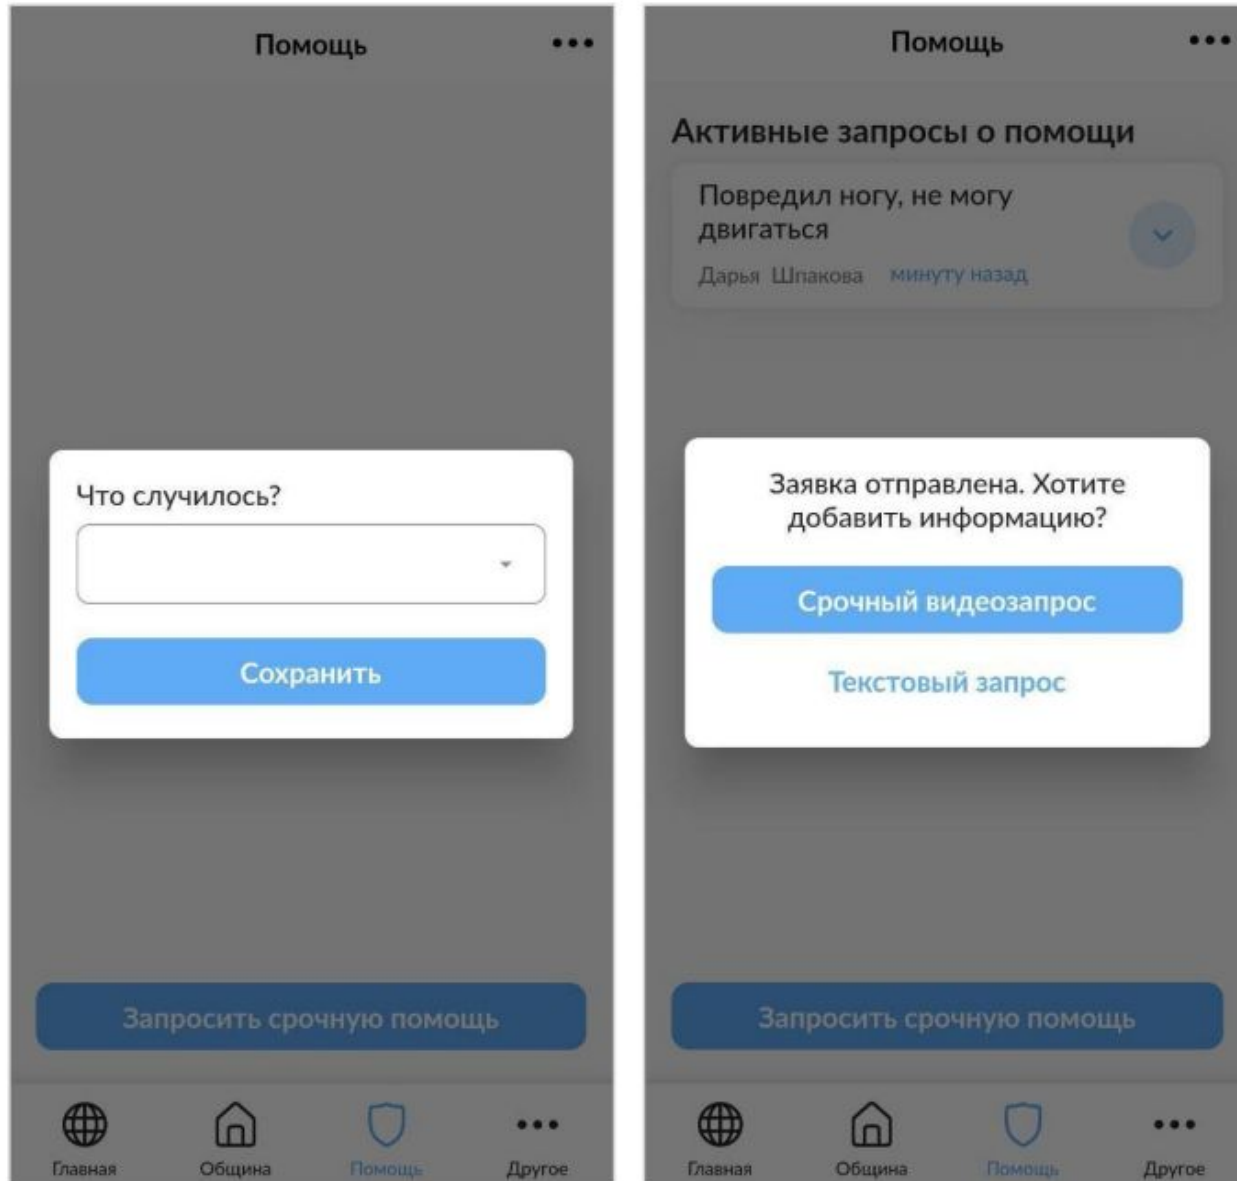 Помощь
Что случилось?
Сохранить
Запросить срочную помощь
Главная
Община
Помощь
Другое
Помощь
Активные запросы о помощи
Повредил ногу, не могу
двигаться
Дарья Шпакова минуту назад
Заявка отправлена. Хотите
добавить информацию?
Срочный видеозапрос
Текстовый запрос
Запросить срочную помощь
Главная
Община
Помощь
Другое